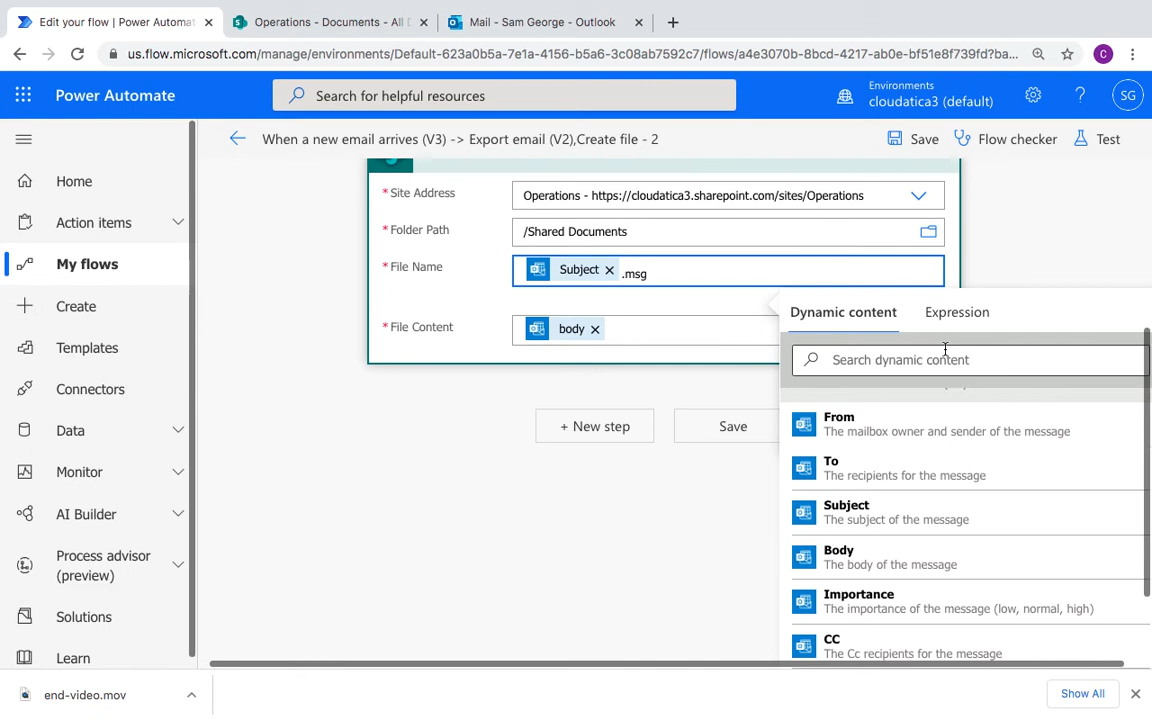 Edit your flow | Power Automat
Operations - Documents - All D
Mail - Sam George - Outlook
us.flow.microsoft.com/manage/environments/Default-623a0b5a-7e1a-4156-b5a6-3c08ab7592c7/flows/a4e3070b-8bcd-4217-ab0e-bf51e8f739fd?ba...
C
Power Automate
Search for helpful resources
Environments
cloudatica3 (default)
?
SG
When a new email arrives (V3) -> Export email (V2),Create file - 2
Save
Flow checker
Test
Home
Action items
My flows
Create
Templates
Connectors
Data
Monitor
AI Builder
Process advisor
(preview)
Solutions
Learn
* Site Address
Operations - https://cloudatica3.sharepoint.com/sites/Operations
* Folder Path
/Shared Documents
* File Name
Subject × .msg
* File Content
body ×
+ New step
Save
Dynamic content
Expression
Search dynamic content
From
The mailbox owner and sender of the message
To
The recipients for the message
Subject
The subject of the message
Body
The body of the message
Importance
The importance of the message (low, normal, high)
CC
The Cc recipients for the message
end-video.mov
Show All